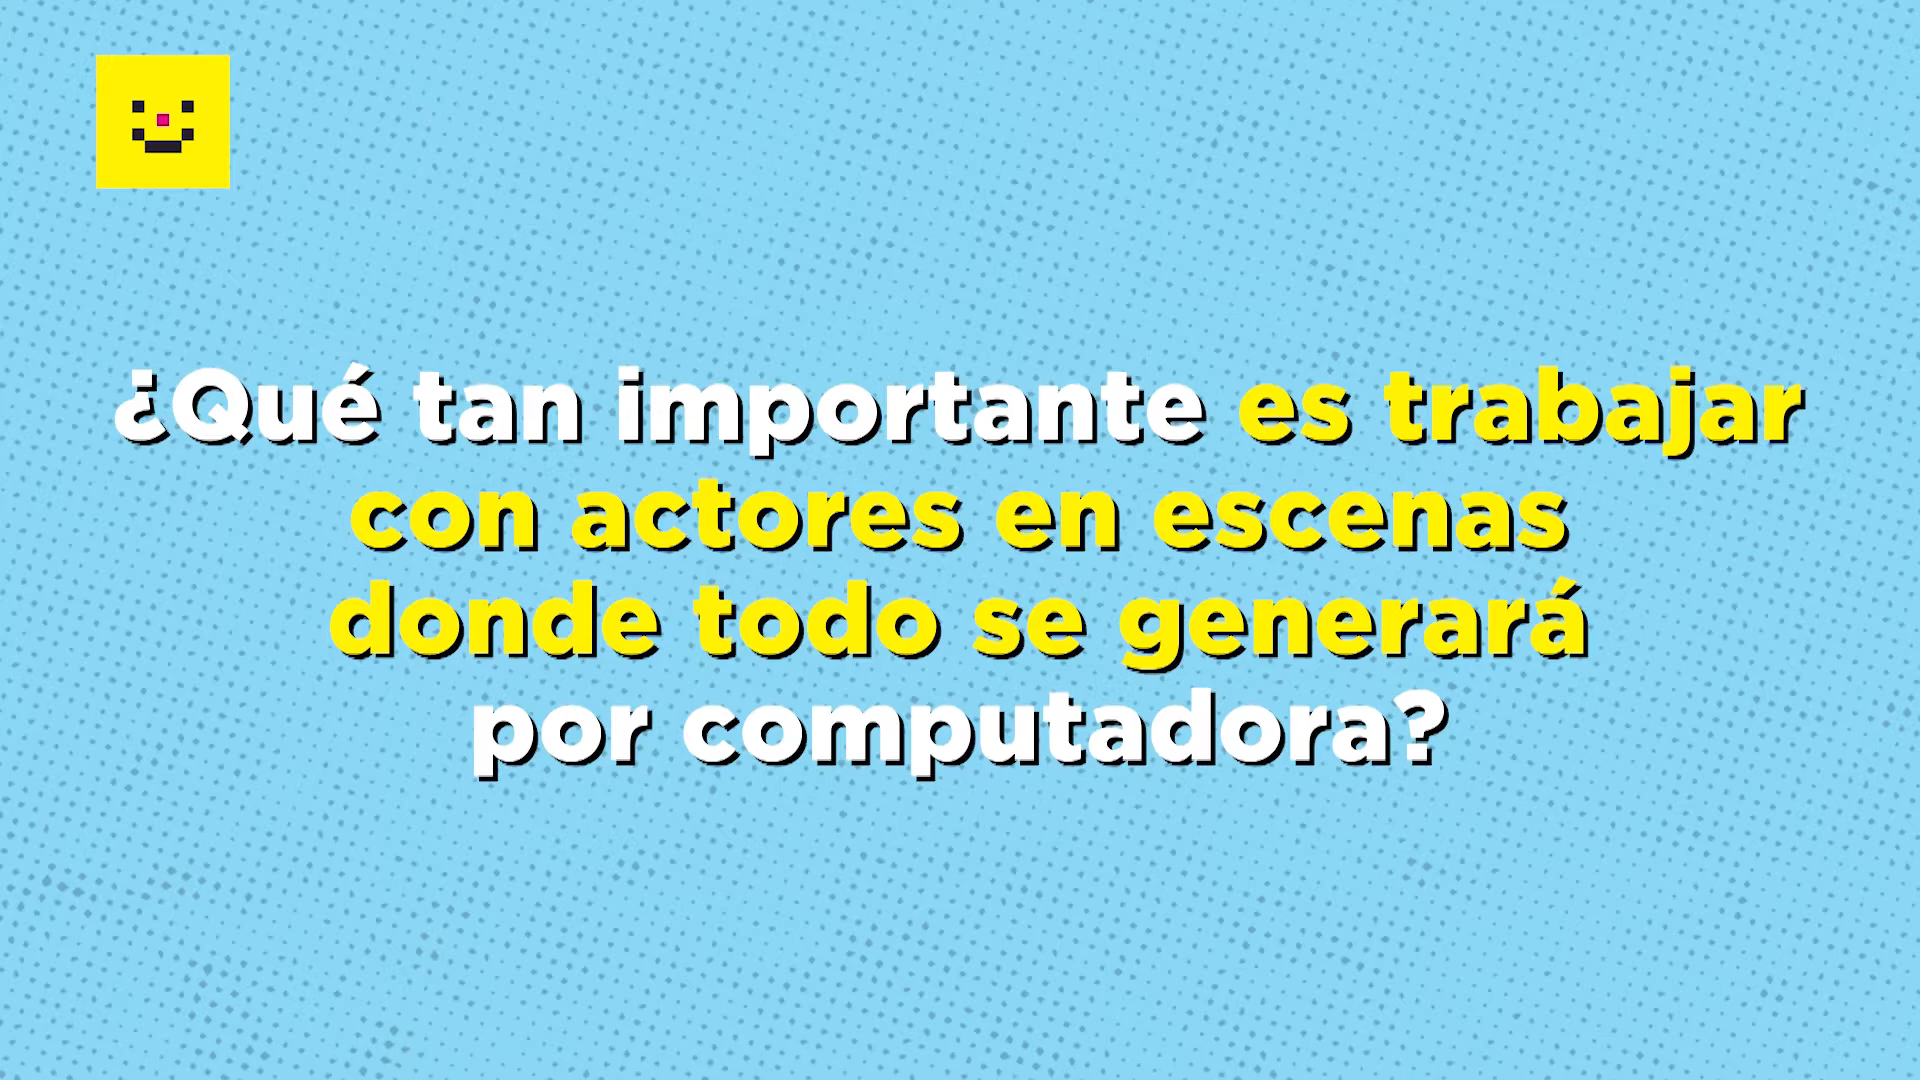 ¿Qué tan importante es trabajar
con actores en escenas
donde todo se generará
por computadora?